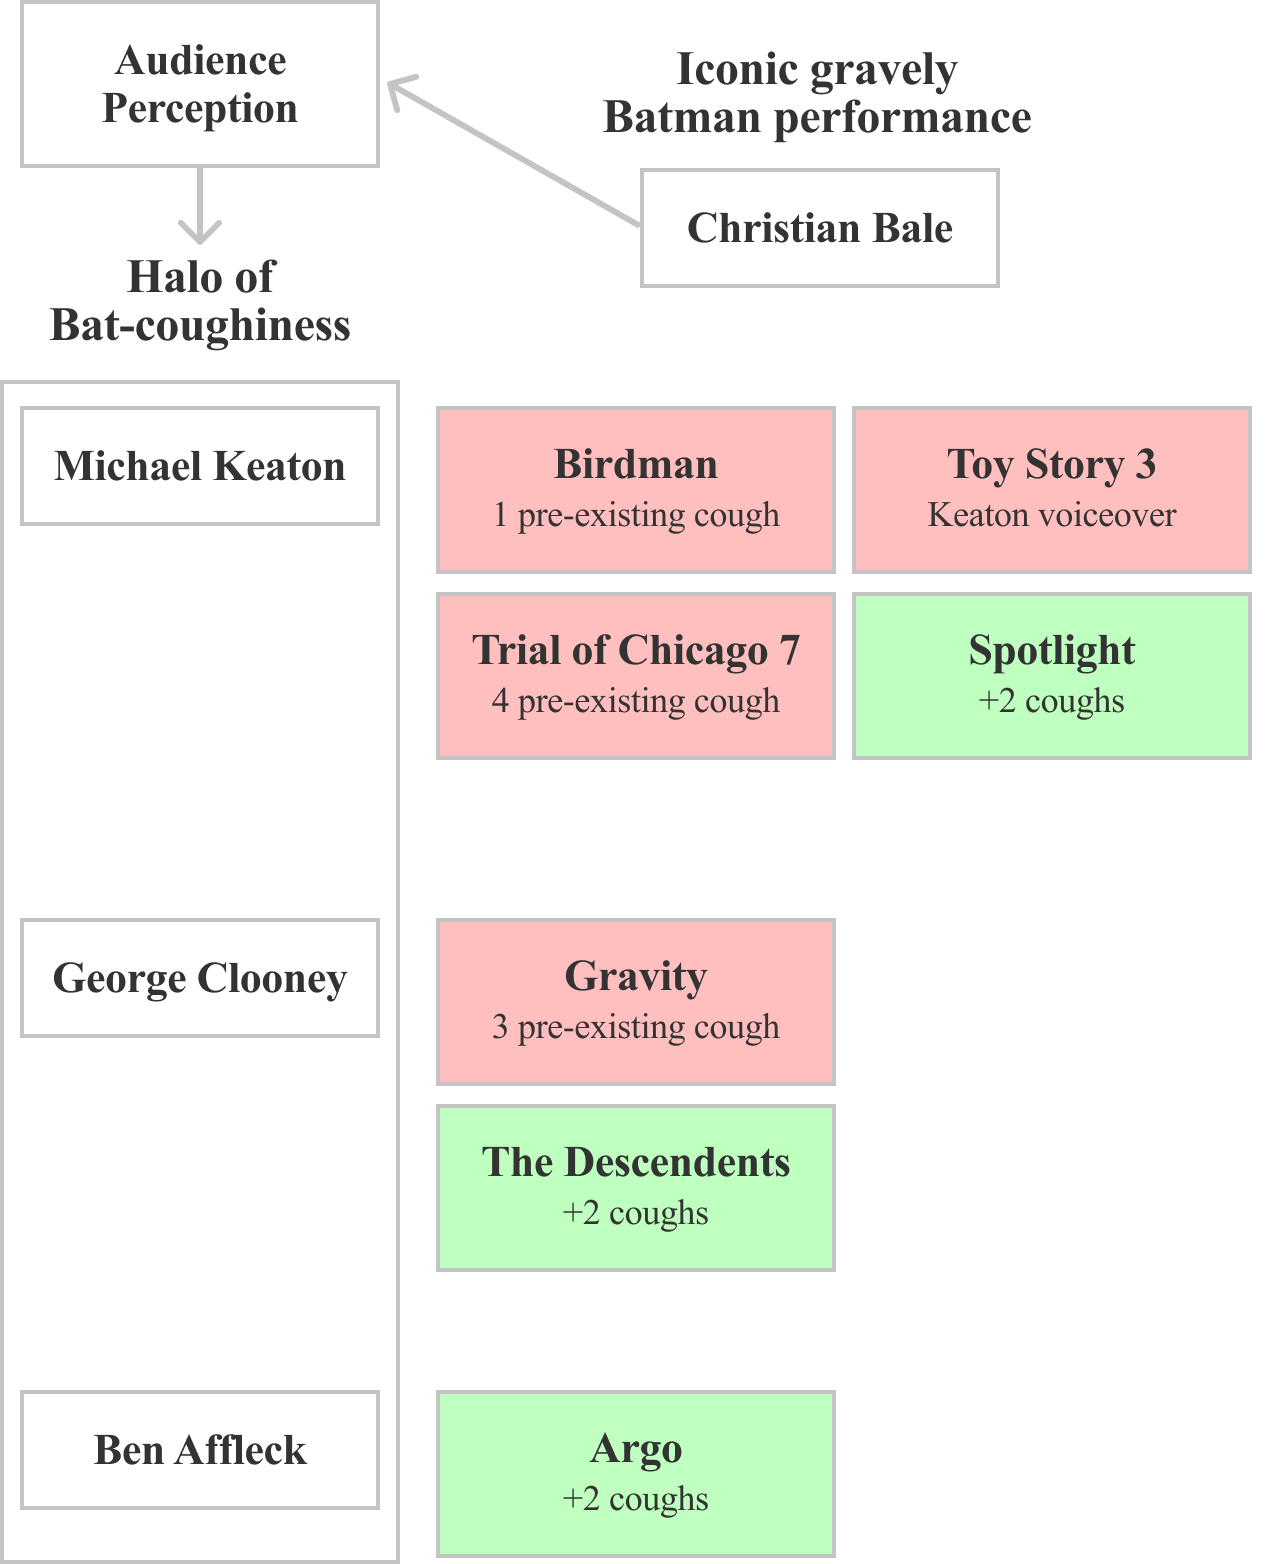 Audience
Perception
Iconic gravely
Batman performance
Christian Bale
Halo of
Bat-coughiness
Michael Keaton
Birdman
1 pre-existing cough
Toy Story 3
Keaton voiceover
Trial of Chicago 7
4 pre-existing cough
Spotlight
+2 coughs
George Clooney
Gravity
3 pre-existing cough
The Descendents
+2 coughs
Ben Affleck
Argo
+2 coughs